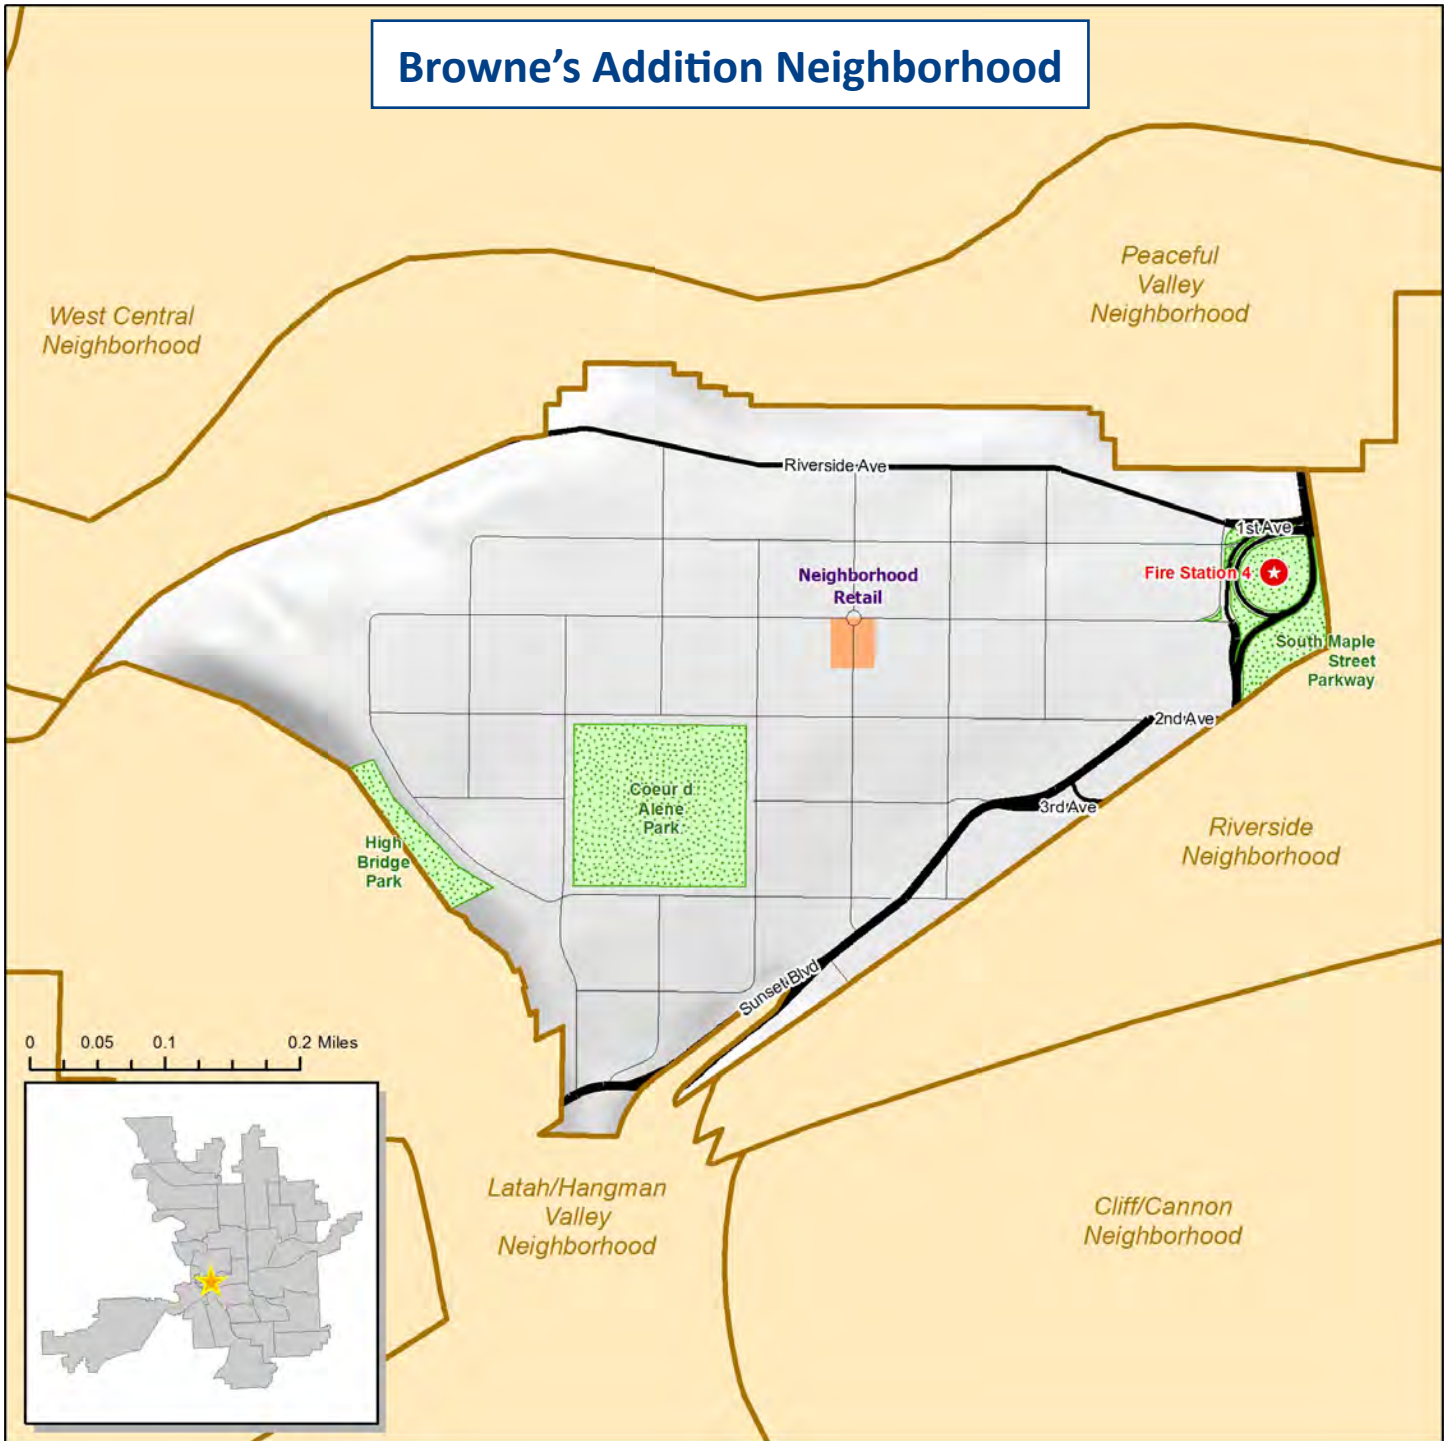 Browne's Addition Neighborhood
Peaceful
Valley
Neighborhood
West Central
Neighborhood
Riverside Ave
1st Ave
Neighborhood
Retail
Fire Station 4
South Maple
Street
Parkway
2nd Ave
Coeur d
Alene
Park
3rd Ave
High
Bridge
Park
Riverside
Neighborhood
Sunset Blvd
0 0.05 0.1 0.2 Miles
Latah/Hangman
Valley
Neighborhood
Cliff/Cannon
Neighborhood